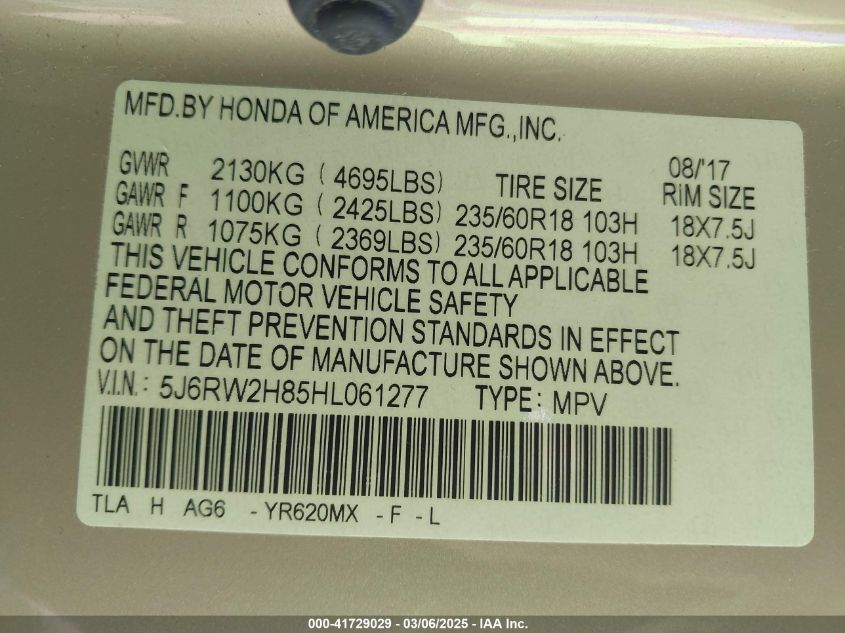 MFD.BY HONDA OF AMERICA MFG.,INC.
08/'17
GVWR 2130KG ( 4695LBS) TIRE SIZE RiM SIZE
GAWR F 1100KG ( 2425LBS) 235/60R18 103H 18X7.5J
GAWR R 1075KG ( 2369LBS) 235/60R18 103H 18X7.5J
THIS VEHICLE CONFORMS TO ALL APPLICABLE
FEDERAL MOTOR VEHICLE SAFETY
AND THEFT PREVENTION STANDARDS IN EFFECT
ON THE DATE OF MANUFACTURE SHOWN ABOVE.
V.I.N.: 5J6RW2H85HL061277 TYPE: MPV
TLA H AG6 -YR620MX -F -L
000-41729029 - 03/06/2025 - IAA Inc.